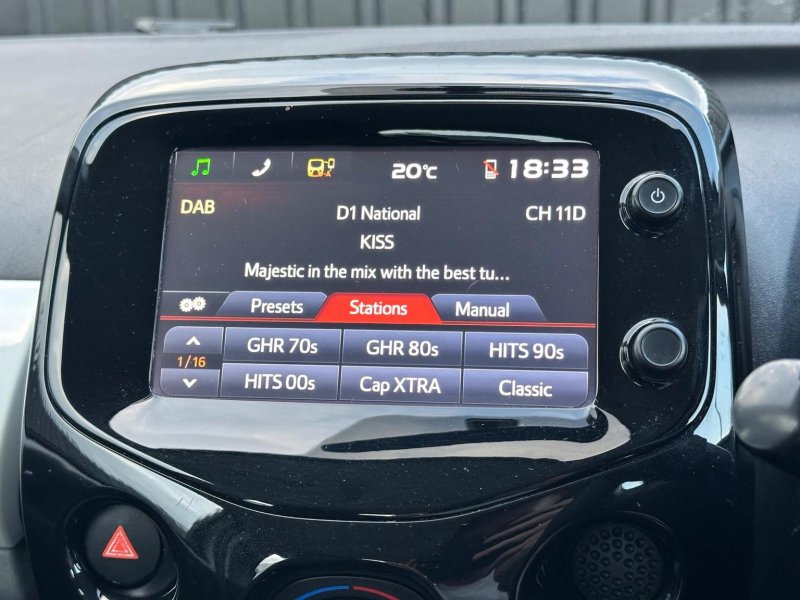 20°C 18:33
DAB D1 National CH 11D
KISS
Majestic in the mix with the best tu...
Presets Stations Manual
GHR 70s GHR 80s HITS 90s
1/16
HITS 00s Cap XTRA Classic